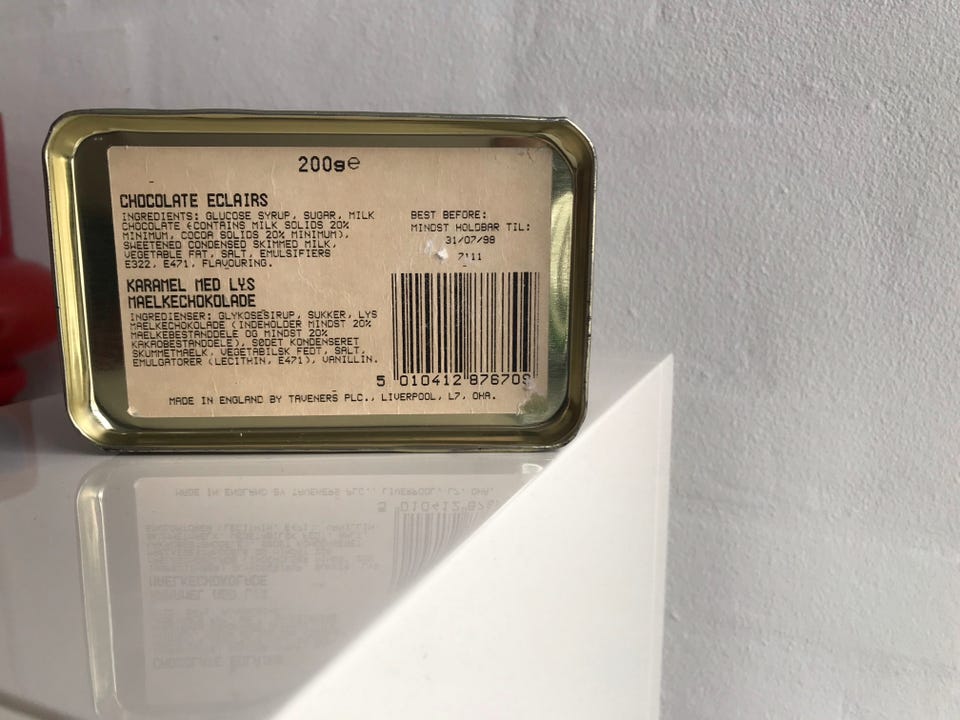 200g e
CHOCOLATE ECLAIRS
INGREDIENTS: GLUCOSE SYRUP, SUGAR, MILK
CHOCOLATE (CONTAINS MILK SOLIDS 20%
MINIMUM, COCOA SOLIDS 20% MINIMUM),
SWEETENED CONDENSED SKIMMED MILK,
VEGETABLE FAT, SALT, EMULSIFIERS
E322, E471, FLAVOURING.
KARAMEL MED LYS
MAELKECHOKOLADE
INGREDIENSER: GLYKOSESIRUP, SUKKER, LYS
MAELKECHOKOLADE (INDEHOLDER MINDST 20%
MAELKEBESTANDDELE OG MINDST 20%
KAKAOBESTANDDELE), SØDET KONDENSERET
SKUMMETMAELK, VEGETABILSK FEDT, SALT,
EMULGATORER (LECITHIN, E471), VANILLIN.
BEST BEFORE:
MINDST HOLDBAR TIL:
31/07/98
7111
5 010412 876709
MADE IN ENGLAND BY TAVENERS PLC., LIVERPOOL, L7, OHA.